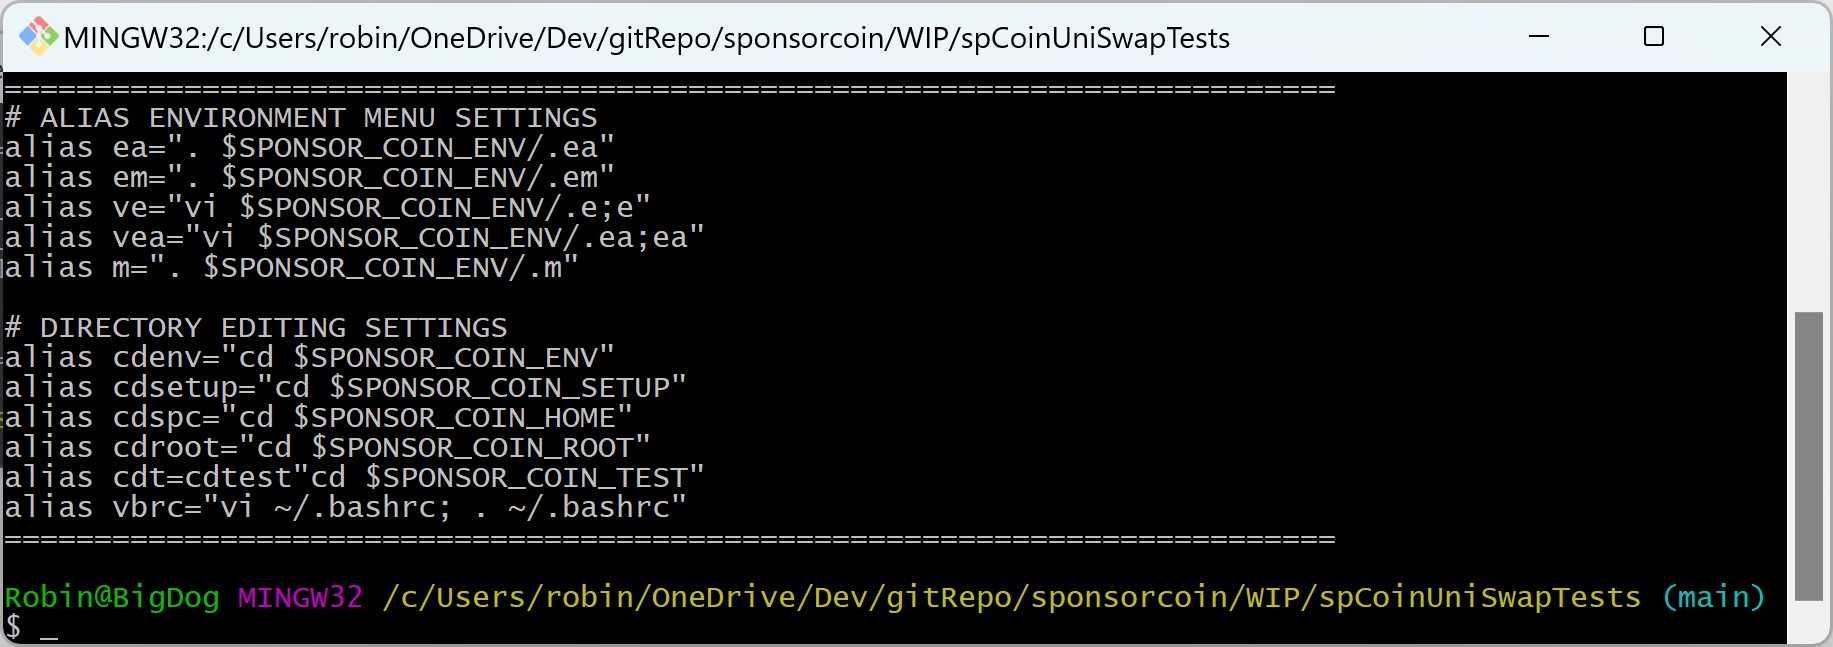 MINGW32:/c/Users/robin/OneDrive/Dev/gitRepo/sponsorcoin/WIP/spCoinUniSwapTests
==========================================================================
# ALIAS ENVIRONMENT MENU SETTINGS
alias ea=". $SPONSOR_COIN_ENV/.ea"
alias em=". $SPONSOR_COIN_ENV/.em"
alias ve="vi $SPONSOR_COIN_ENV/.e;e"
alias vea="vi $SPONSOR_COIN_ENV/.ea;ea"
alias m=". $SPONSOR_COIN_ENV/.m"
# DIRECTORY EDITING SETTINGS
alias cdenv="cd $SPONSOR_COIN_ENV"
alias cdsetup="cd $SPONSOR_COIN_SETUP"
alias cdspc="cd $SPONSOR_COIN_HOME"
alias cdroot="cd $SPONSOR_COIN_ROOT"
alias cdt=cdtest"cd $SPONSOR_COIN_TEST"
alias vbrc="vi ~/.bashrc; . ~/.bashrc"
==========================================================================
Robin@BigDog MINGW32 /c/Users/robin/OneDrive/Dev/gitRepo/sponsorcoin/WIP/spCoinUniSwapTests (main)
$ _